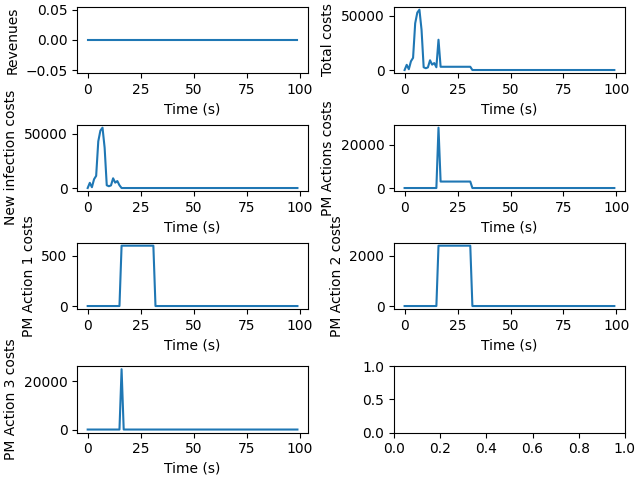 Revenues
0.05
0.00
−0.05
0 25 50 75 100
Time (s)
Total costs
50000
0
0 25 50 75 100
Time (s)
New infection costs
50000
0
0 25 50 75 100
Time (s)
PM Actions costs
20000
0
0 25 50 75 100
Time (s)
PM Action 1 costs
500
0
0 25 50 75 100
Time (s)
PM Action 2 costs
2000
0
0 25 50 75 100
Time (s)
PM Action 3 costs
20000
0
0 25 50 75 100
Time (s)
1.0
0.5
0.0
0.0 0.2 0.4 0.6 0.8 1.0